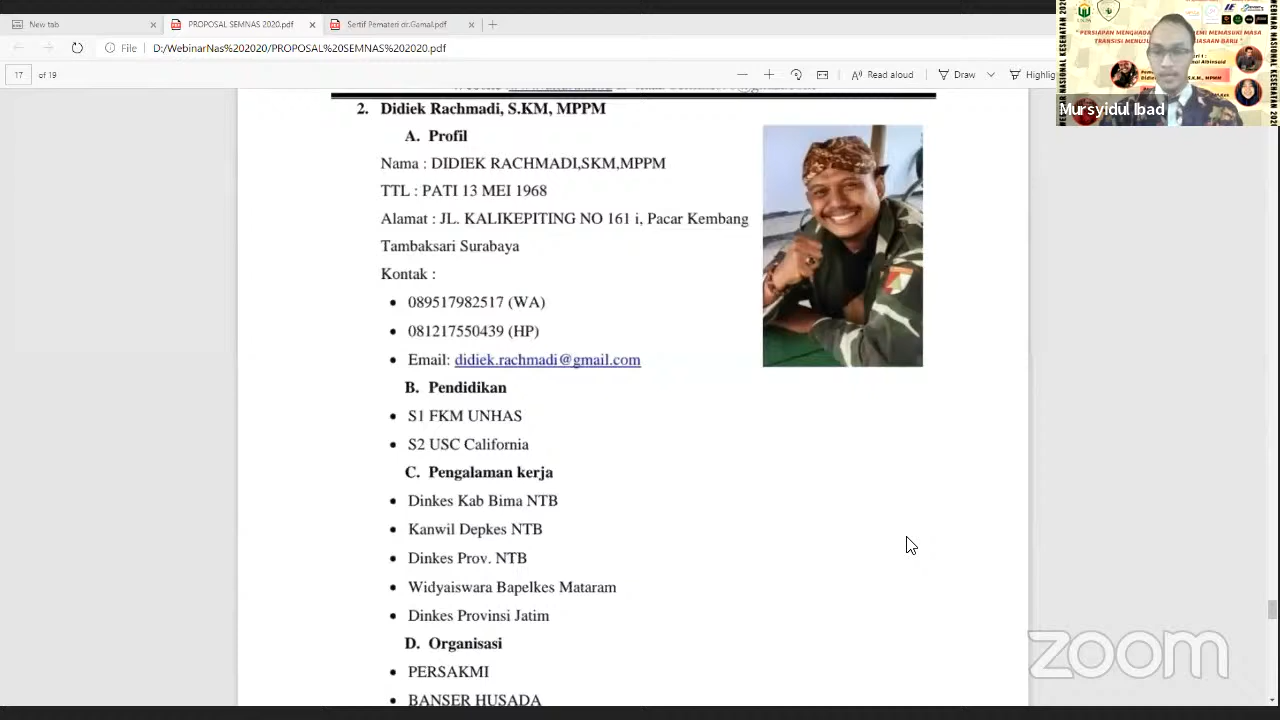 New tab
PROPOSAL SEMNAS 2020.pdf
Sertif Pemateri dr.Gamal.pdf
File
D:/WebinarNas%202020/PROPOSAL%20SEMNAS%202020.pdf
17 of 19
Read aloud
Draw
Highlig
2. Didiek Rachmadi, S.KM, MPPM
A. Profil
Nama : DIDIEK RACHMADI,SKM,MPPM
TTL : PATI 13 MEI 1968
Alamat : JL. KALIKEPITING NO 161 i, Pacar Kembang
Tambaksari Surabaya
Kontak :
• 089517982517 (WA)
• 081217550439 (HP)
• Email: didiek.rachmadi@gmail.com
B. Pendidikan
• S1 FKM UNHAS
• S2 USC California
C. Pengalaman kerja
• Dinkes Kab Bima NTB
• Kanwil Depkes NTB
• Dinkes Prov. NTB
• Widyaiswara Bapelkes Mataram
• Dinkes Provinsi Jatim
D. Organisasi
• PERSAKMI
• BANSER HUSADA
Mursyidul Ibad
zoom